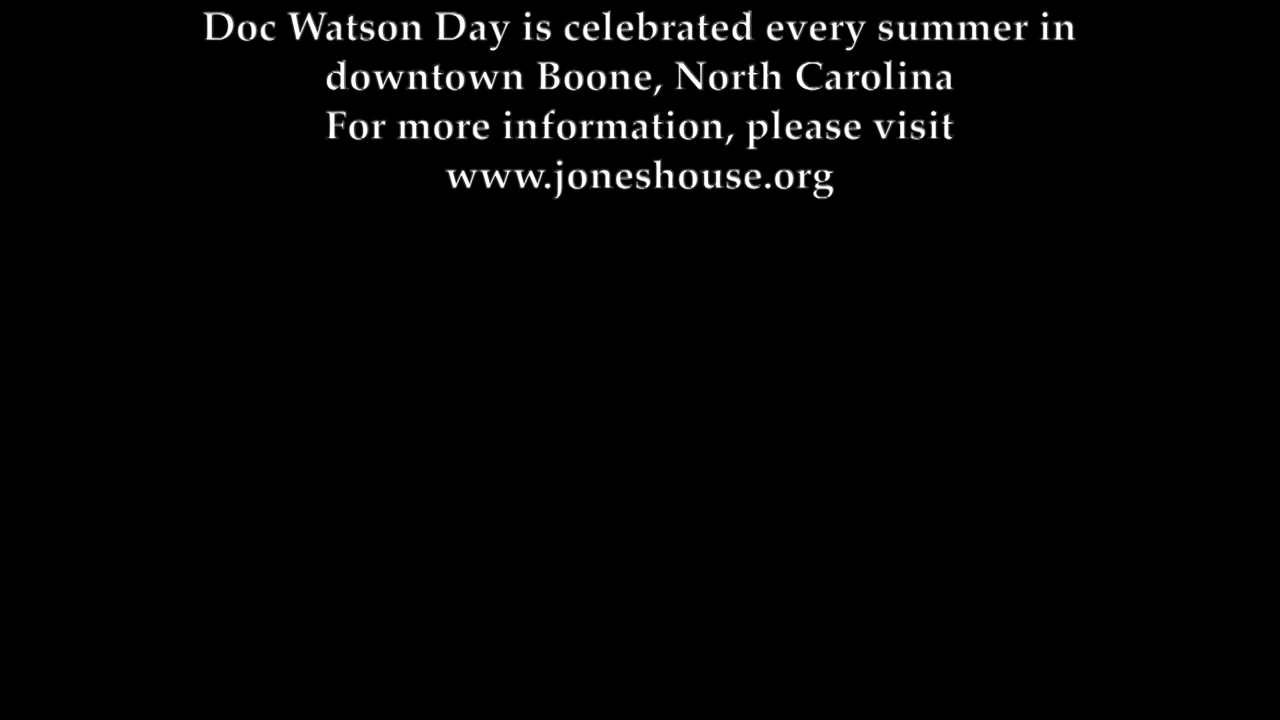 Doc Watson Day is celebrated every summer in
downtown Boone, North Carolina
For more information, please visit
www.joneshouse.org